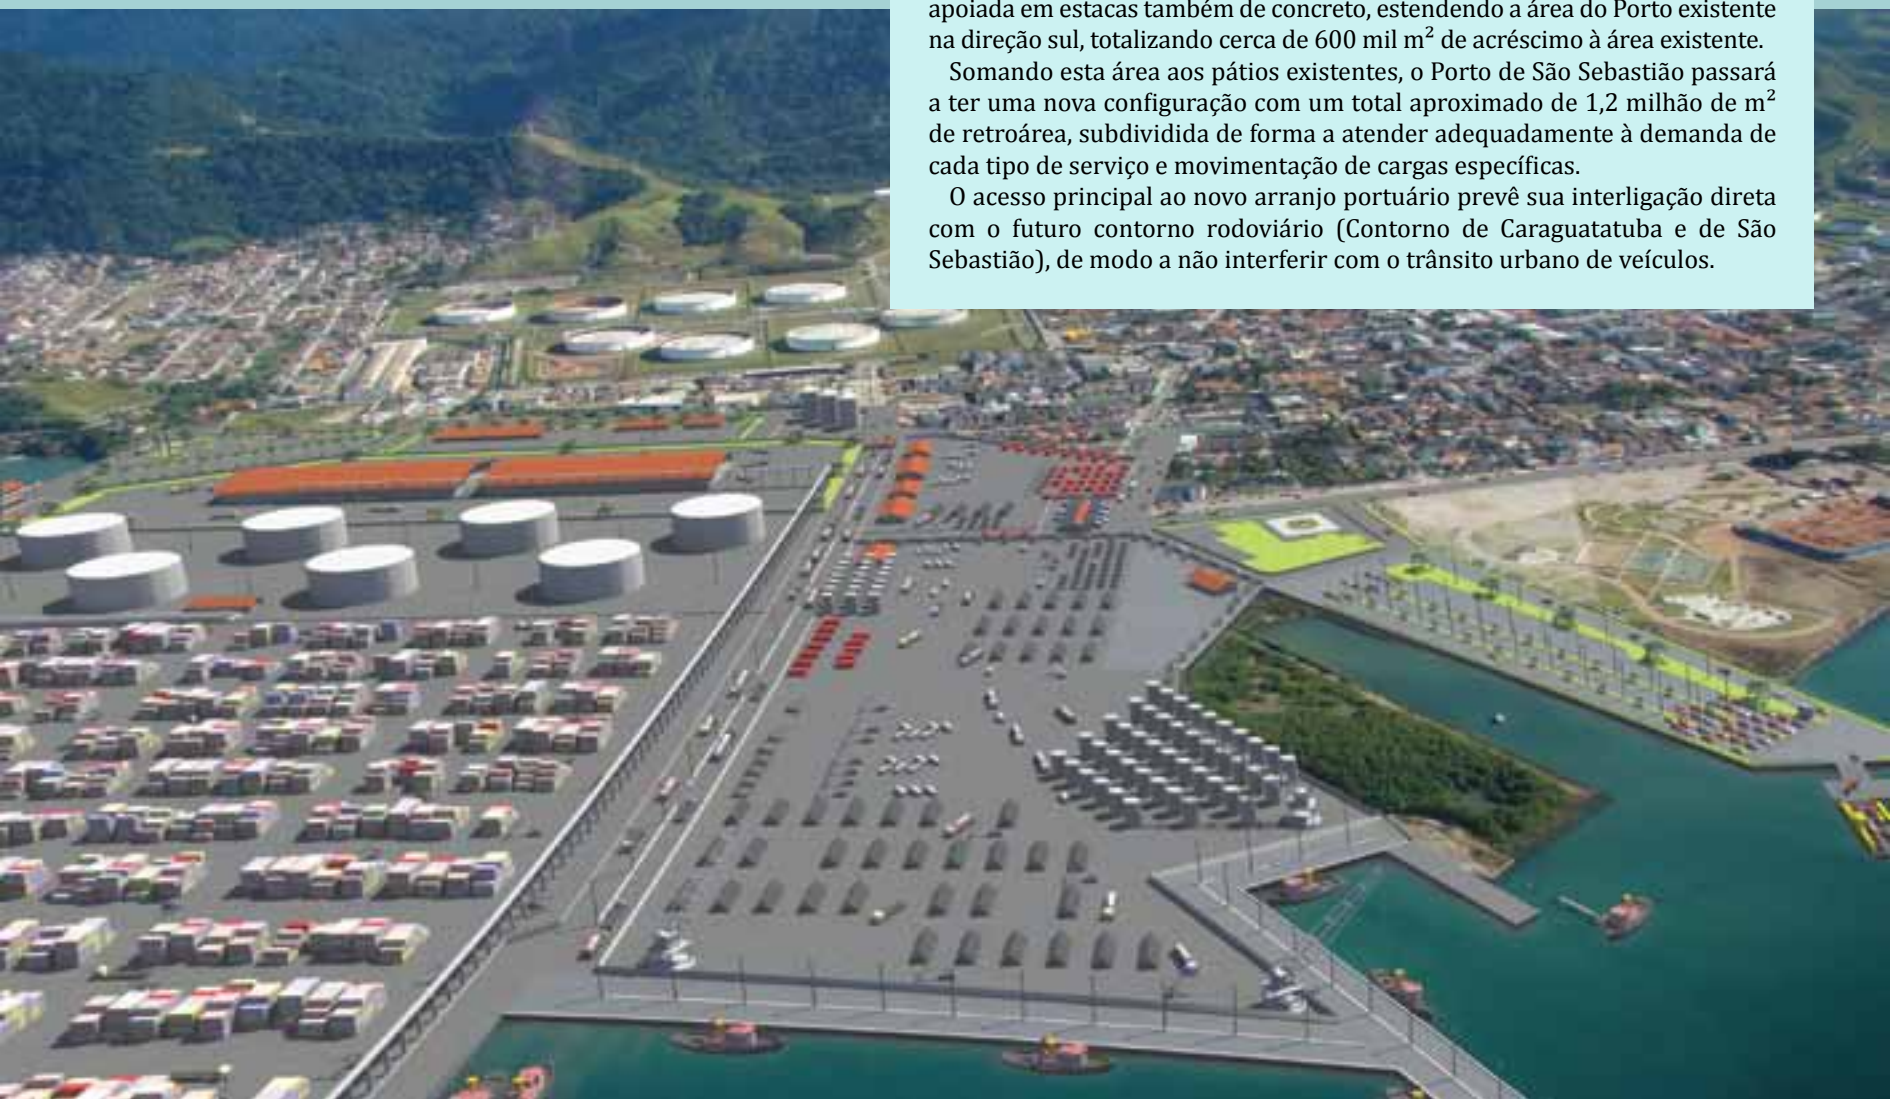 apoiada em estacas também de concreto, estendendo a área do Porto existente
na direção sul, totalizando cerca de 600 mil m² de acréscimo à área existente.
Somando esta área aos pátios existentes, o Porto de São Sebastião passará
a ter uma nova configuração com um total aproximado de 1,2 milhão de m²
de retroárea, subdividida de forma a atender adequadamente à demanda de
cada tipo de serviço e movimentação de cargas específicas.
O acesso principal ao novo arranjo portuário prevê sua interligação direta
com o futuro contorno rodoviário (Contorno de Caraguatatuba e de São
Sebastião), de modo a não interferir com o trânsito urbano de veículos.